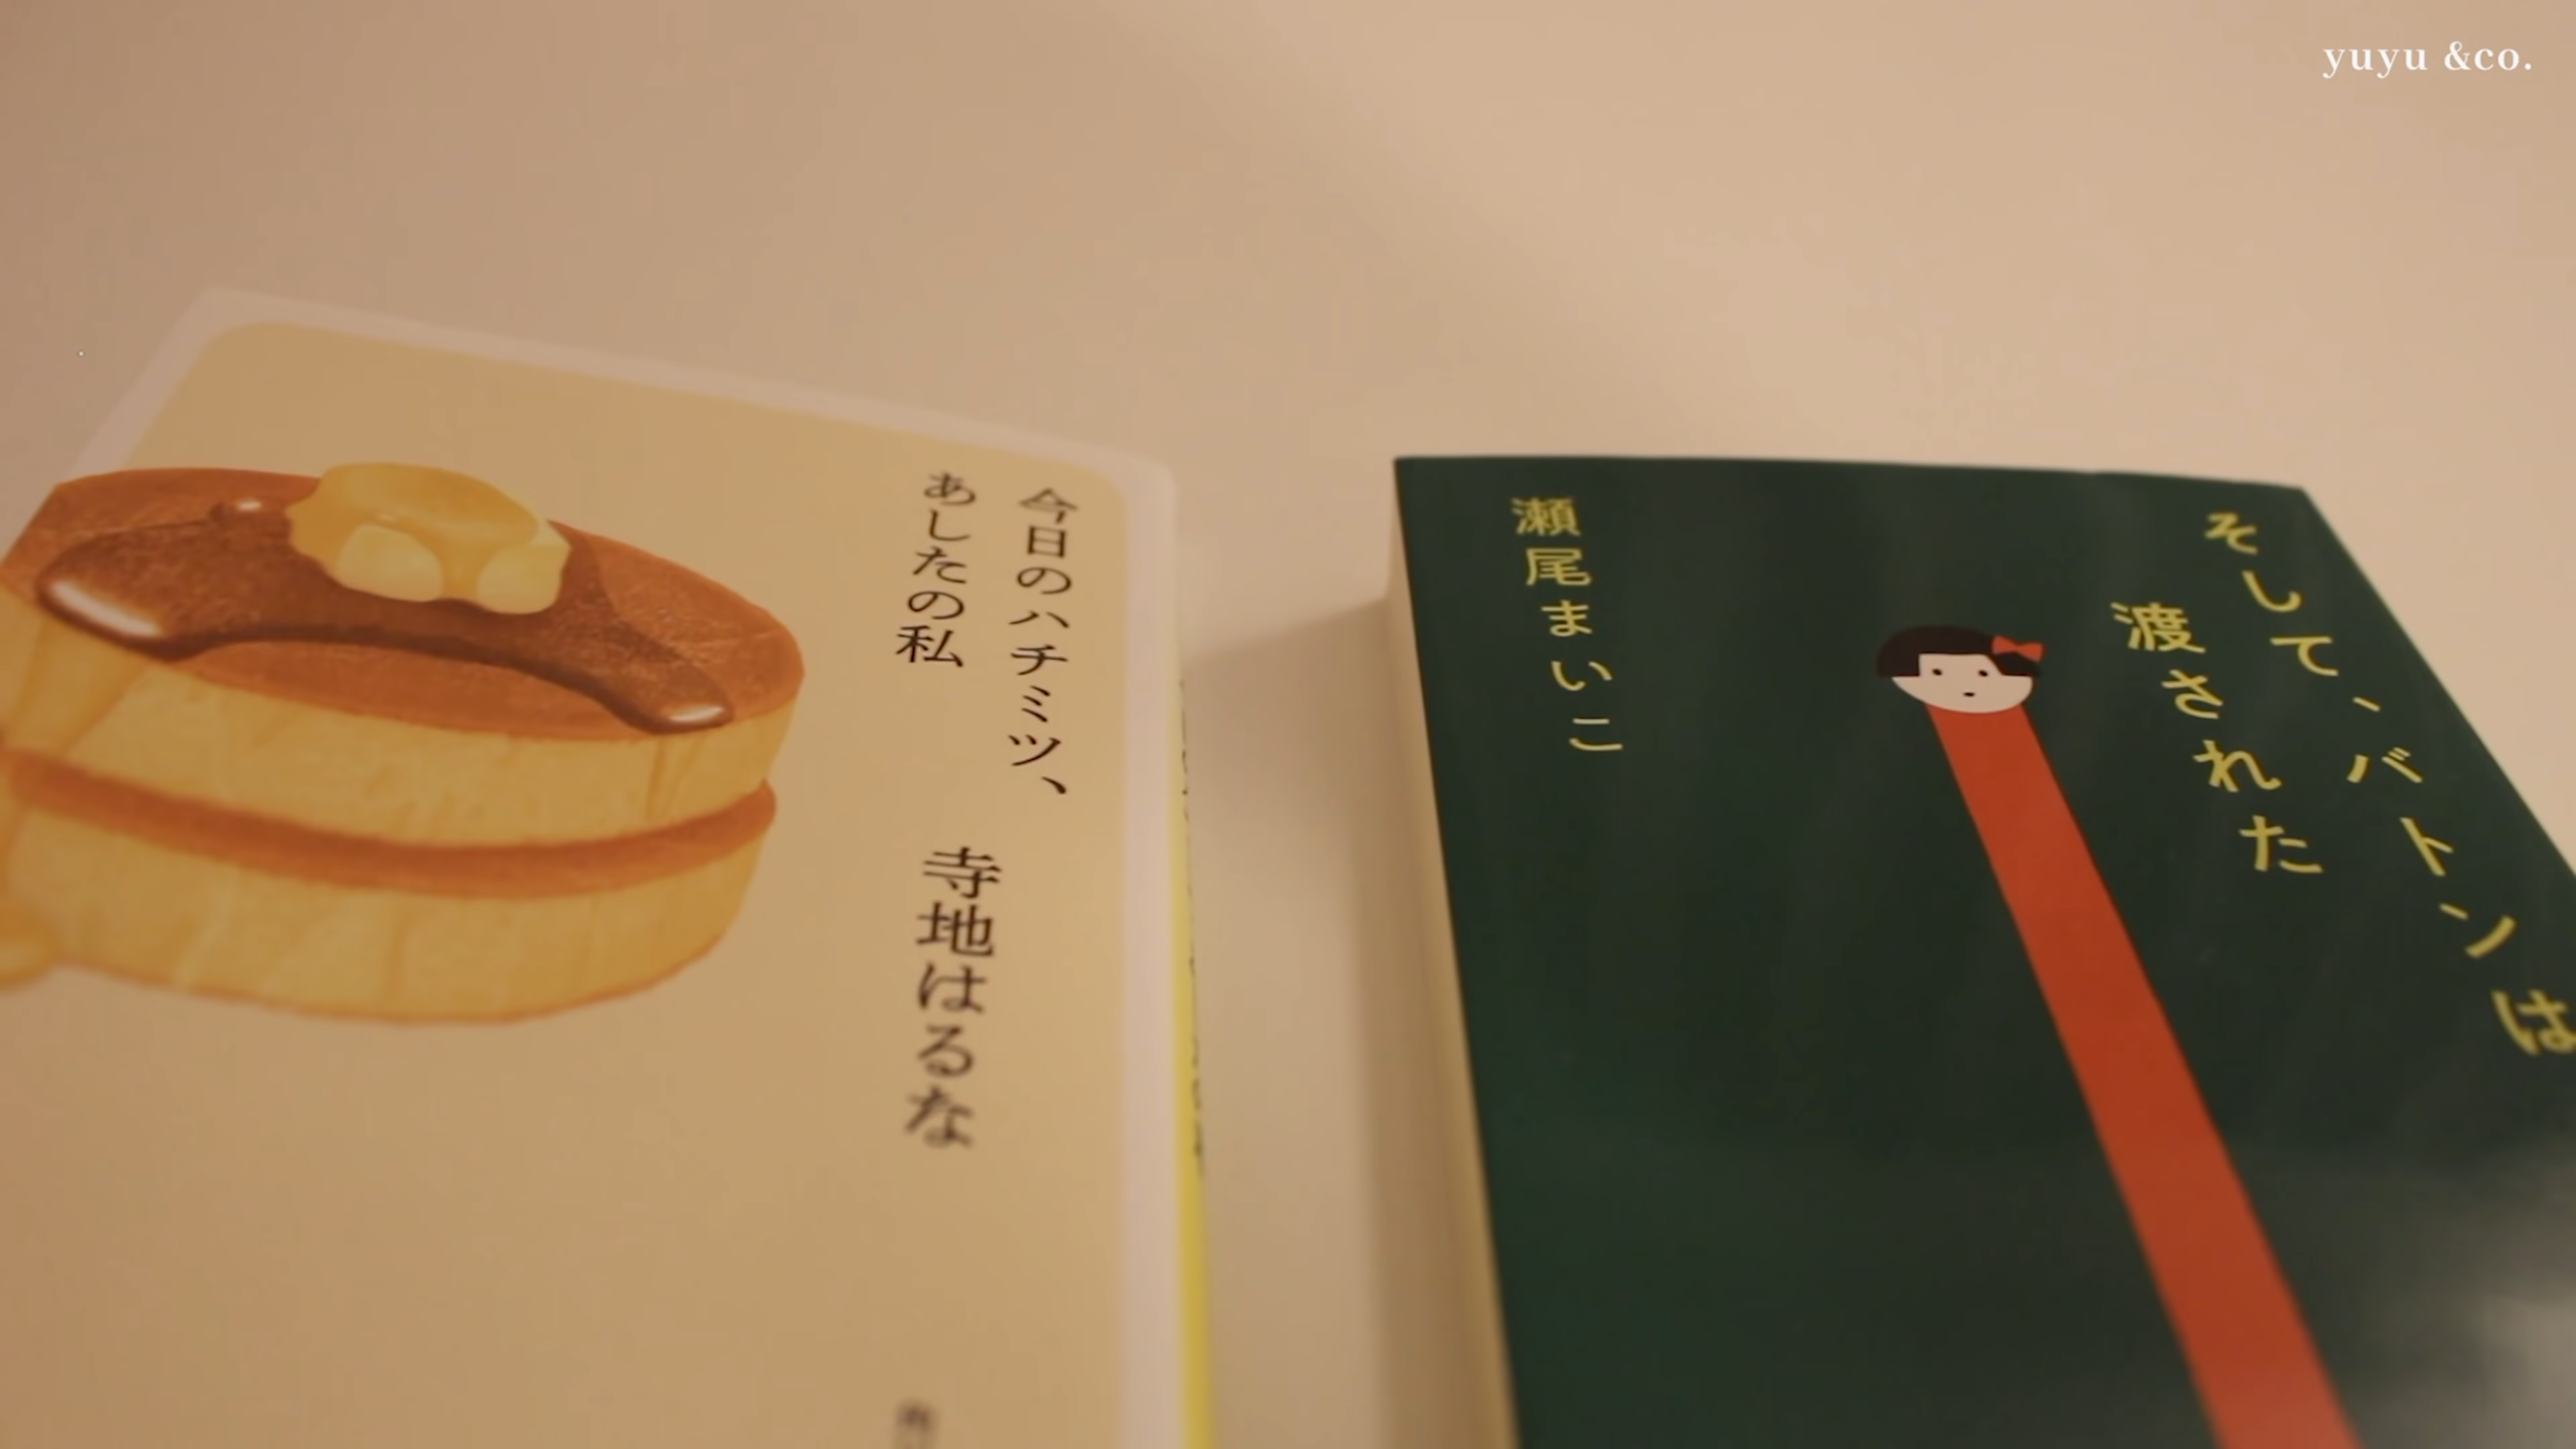 yuyu &co.
今日のハチミツ、
あしたの私
寺地はるな
そして、バトンは
渡された
瀬尾まいこ